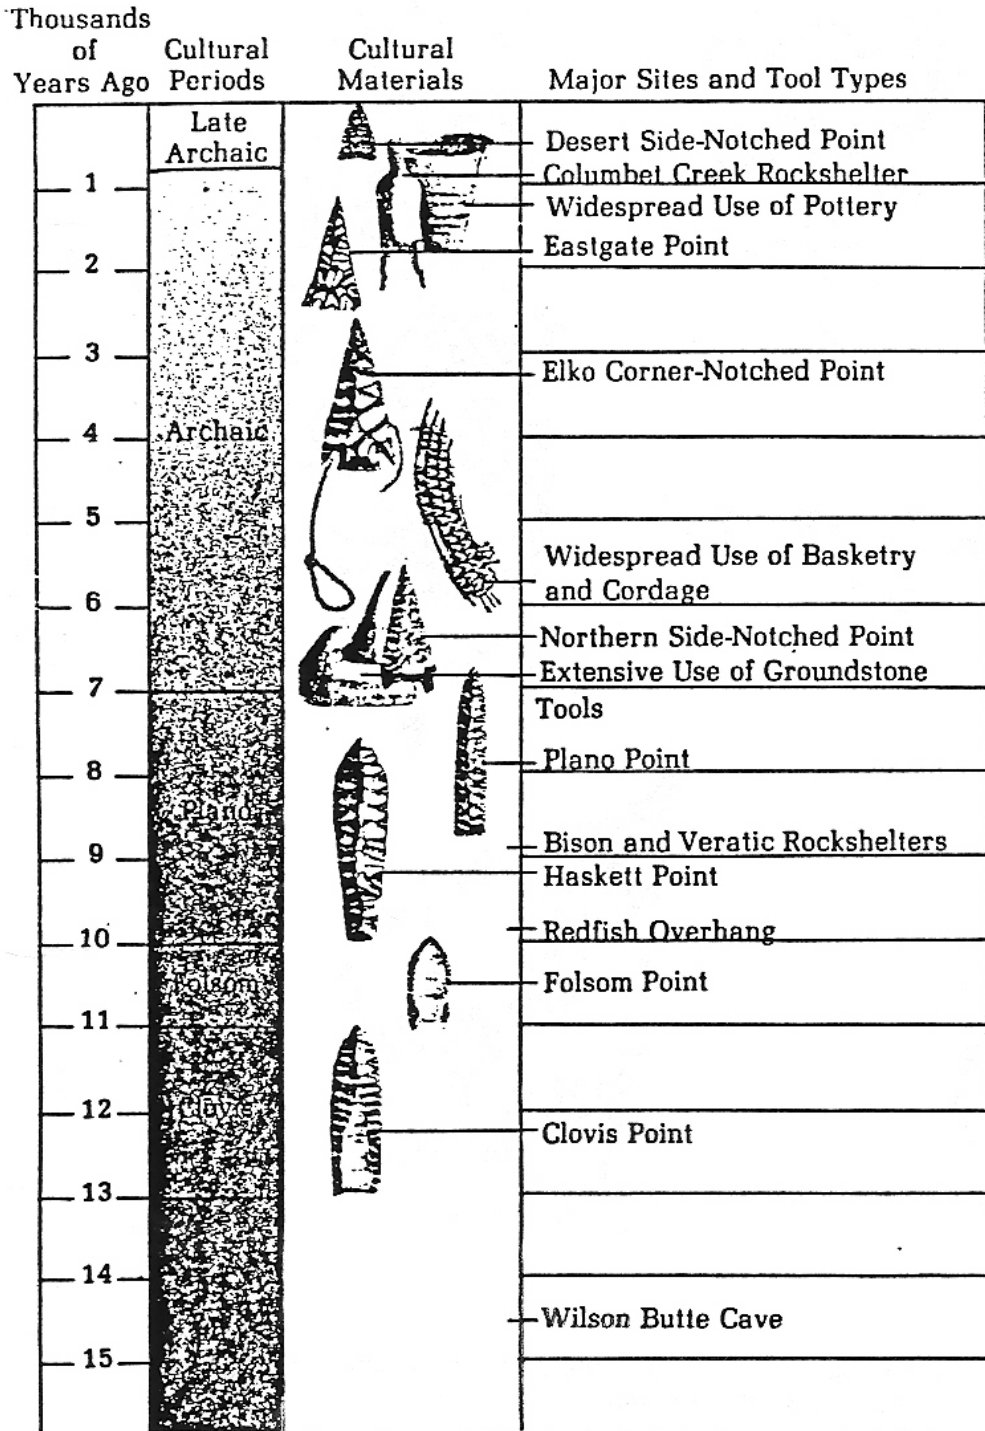 Thousands
of
Years Ago
Cultural
Periods
Cultural
Materials
Major Sites and Tool Types
Late
Archaic
Desert Side-Notched Point
Columbet Creek Rockshelter
1
Widespread Use of Pottery
Eastgate Point
2
3
Elko Corner-Notched Point
4
Archaic
5
Widespread Use of Basketry
and Cordage
6
Northern Side-Notched Point
Extensive Use of Groundstone
7
Tools
Plano Point
8
Plano
Bison and Veratic Rockshelters
9
Haskett Point
Redfish Overhang
10
Folsom
Folsom Point
11
12
Clovis
Clovis Point
13
14
Wilson Butte Cave
15